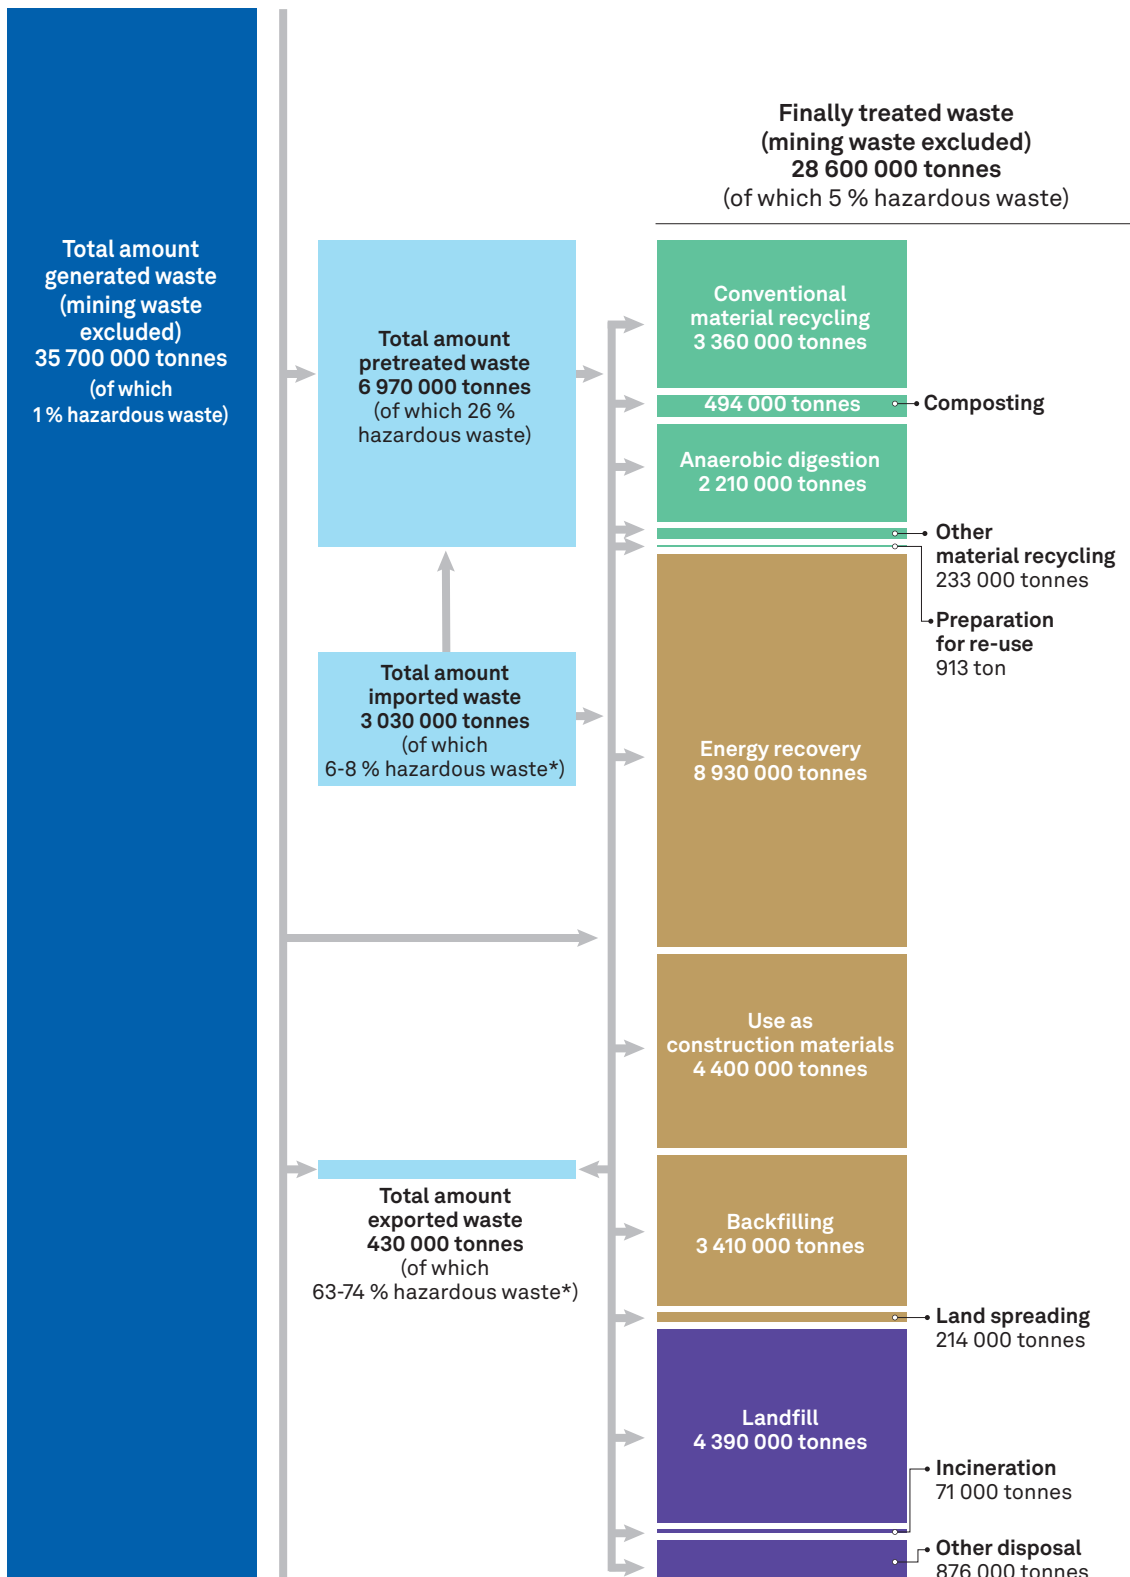 Total amount
generated waste
(mining waste
excluded)
35 700 000 tonnes
(of which
1 % hazardous waste)
Total amount
pretreated waste
6 970 000 tonnes
(of which 26 %
hazardous waste)
Total amount
imported waste
3 030 000 tonnes
(of which
6-8 % hazardous waste*)
Total amount
exported waste
430 000 tonnes
(of which
63-74 % hazardous waste*)
Finally treated waste
(mining waste excluded)
28 600 000 tonnes
(of which 5 % hazardous waste)
Conventional
material recycling
3 360 000 tonnes
494 000 tonnes
Composting
Anaerobic digestion
2 210 000 tonnes
Other
material recycling
233 000 tonnes
Preparation
for re-use
913 ton
Energy recovery
8 930 000 tonnes
Use as
construction materials
4 400 000 tonnes
Backfilling
3 410 000 tonnes
Land spreading
214 000 tonnes
Landfill
4 390 000 tonnes
Incineration
71 000 tonnes
Other disposal
876 000 tonnes